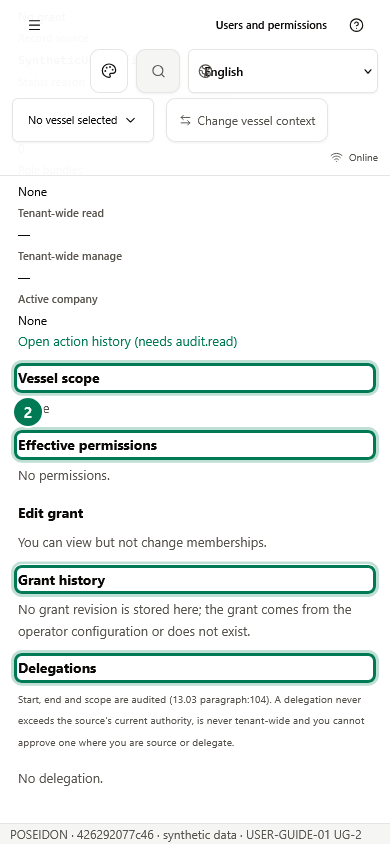 Users and permissions
English
No vessel selected
Change vessel context
Online
None
Tenant-wide read
—
Tenant-wide manage
—
Active company
None
Open action history (needs audit.read)
Vessel scope
2
Effective permissions
No permissions.
Edit grant
You can view but not change memberships.
Grant history
No grant revision is stored here; the grant comes from the
operator configuration or does not exist.
Delegations
Start, end and scope are audited (13.03 paragraph:104). A delegation never
exceeds the source's current authority, is never tenant-wide and you cannot
approve one where you are source or delegate.
No delegation.
POSEIDON · 426292077c46 · synthetic data · USER-GUIDE-01 UG-2